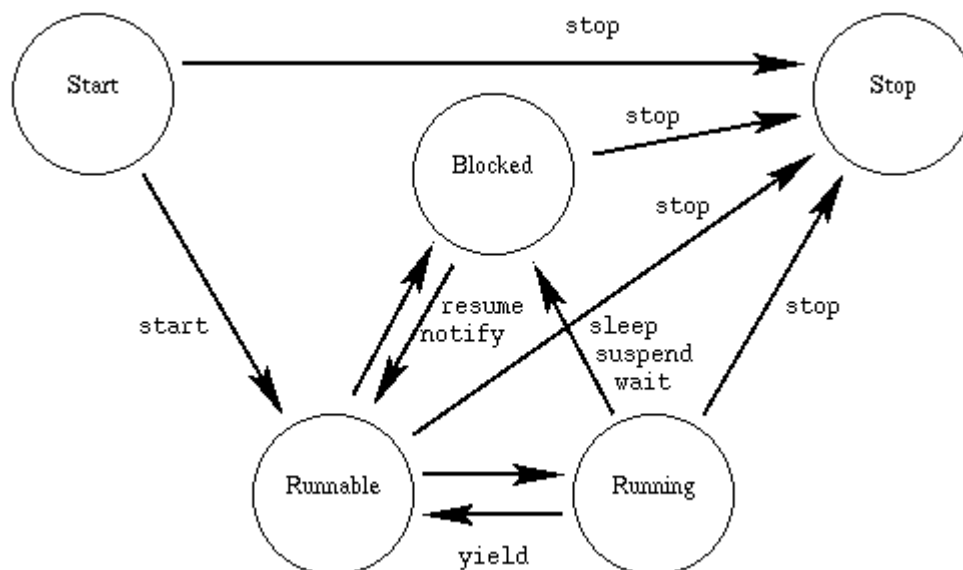 stop
Start
Stop
stop
Blocked
stop
resume
notify
start
sleep
suspend
wait
stop
Runnable
Running
yield